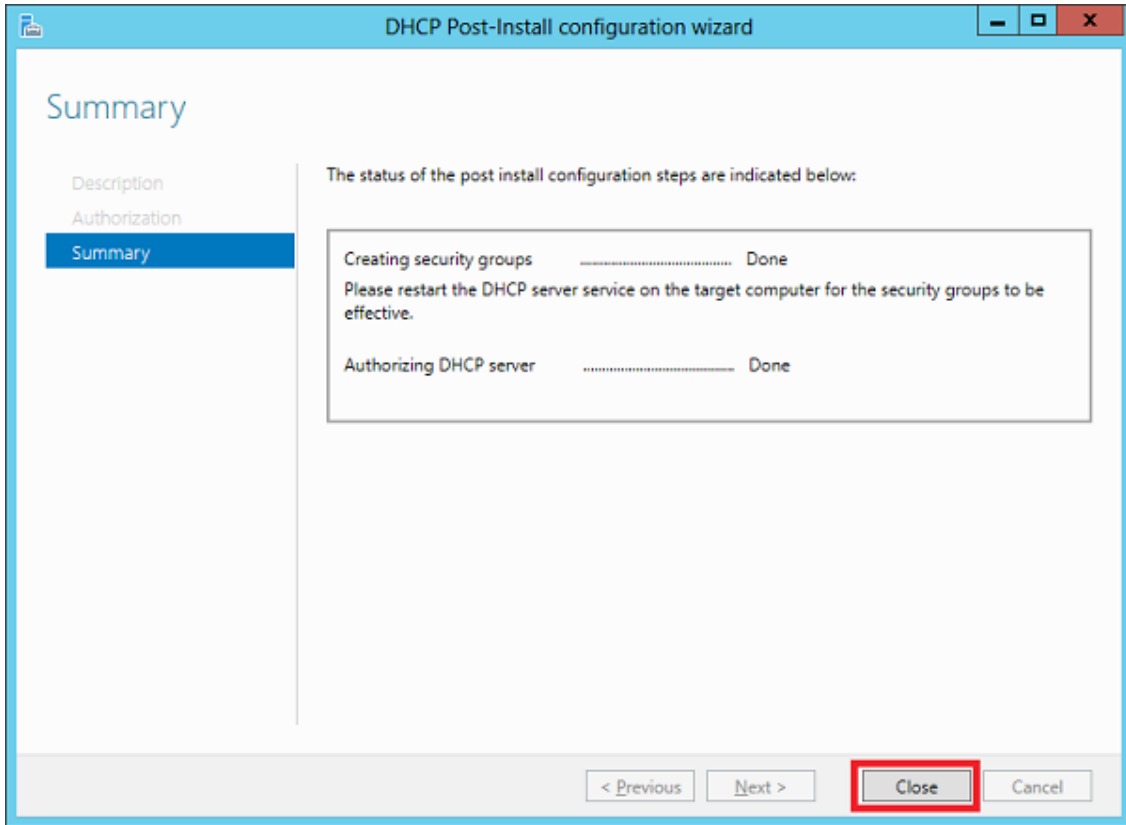 DHCP Post-Install configuration wizard
Summary
Description
Authorization
Summary
The status of the post install configuration steps are indicated below:
Creating security groups ........................................ Done
Please restart the DHCP server service on the target computer for the security groups to be
effective.
Authorizing DHCP server ........................................ Done
< Previous
Next >
Close
Cancel